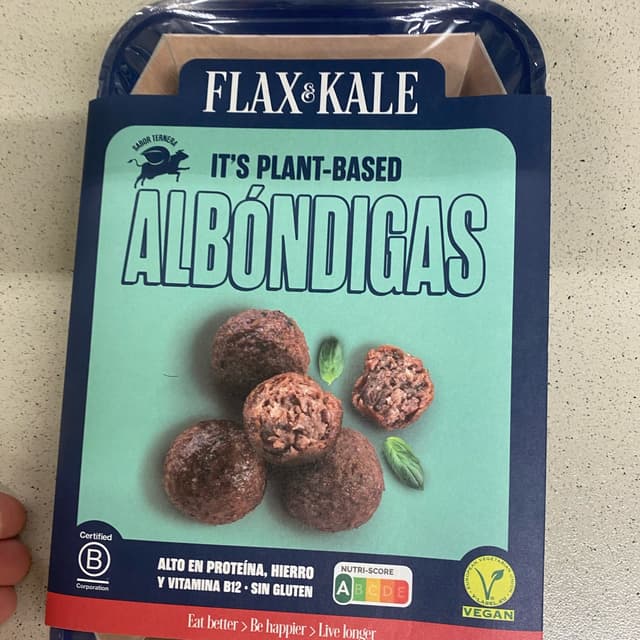 FLAX & KALE
SABOR TERNERA
IT'S PLANT-BASED
ALBÓNDIGAS
Certified
B
Corporation
ALTO EN PROTEÍNA, HIERRO
Y VITAMINA B12 · SIN GLUTEN
NUTRI-SCORE
A B C D E
V
VEGAN
Eat better > Be happier > Live longer